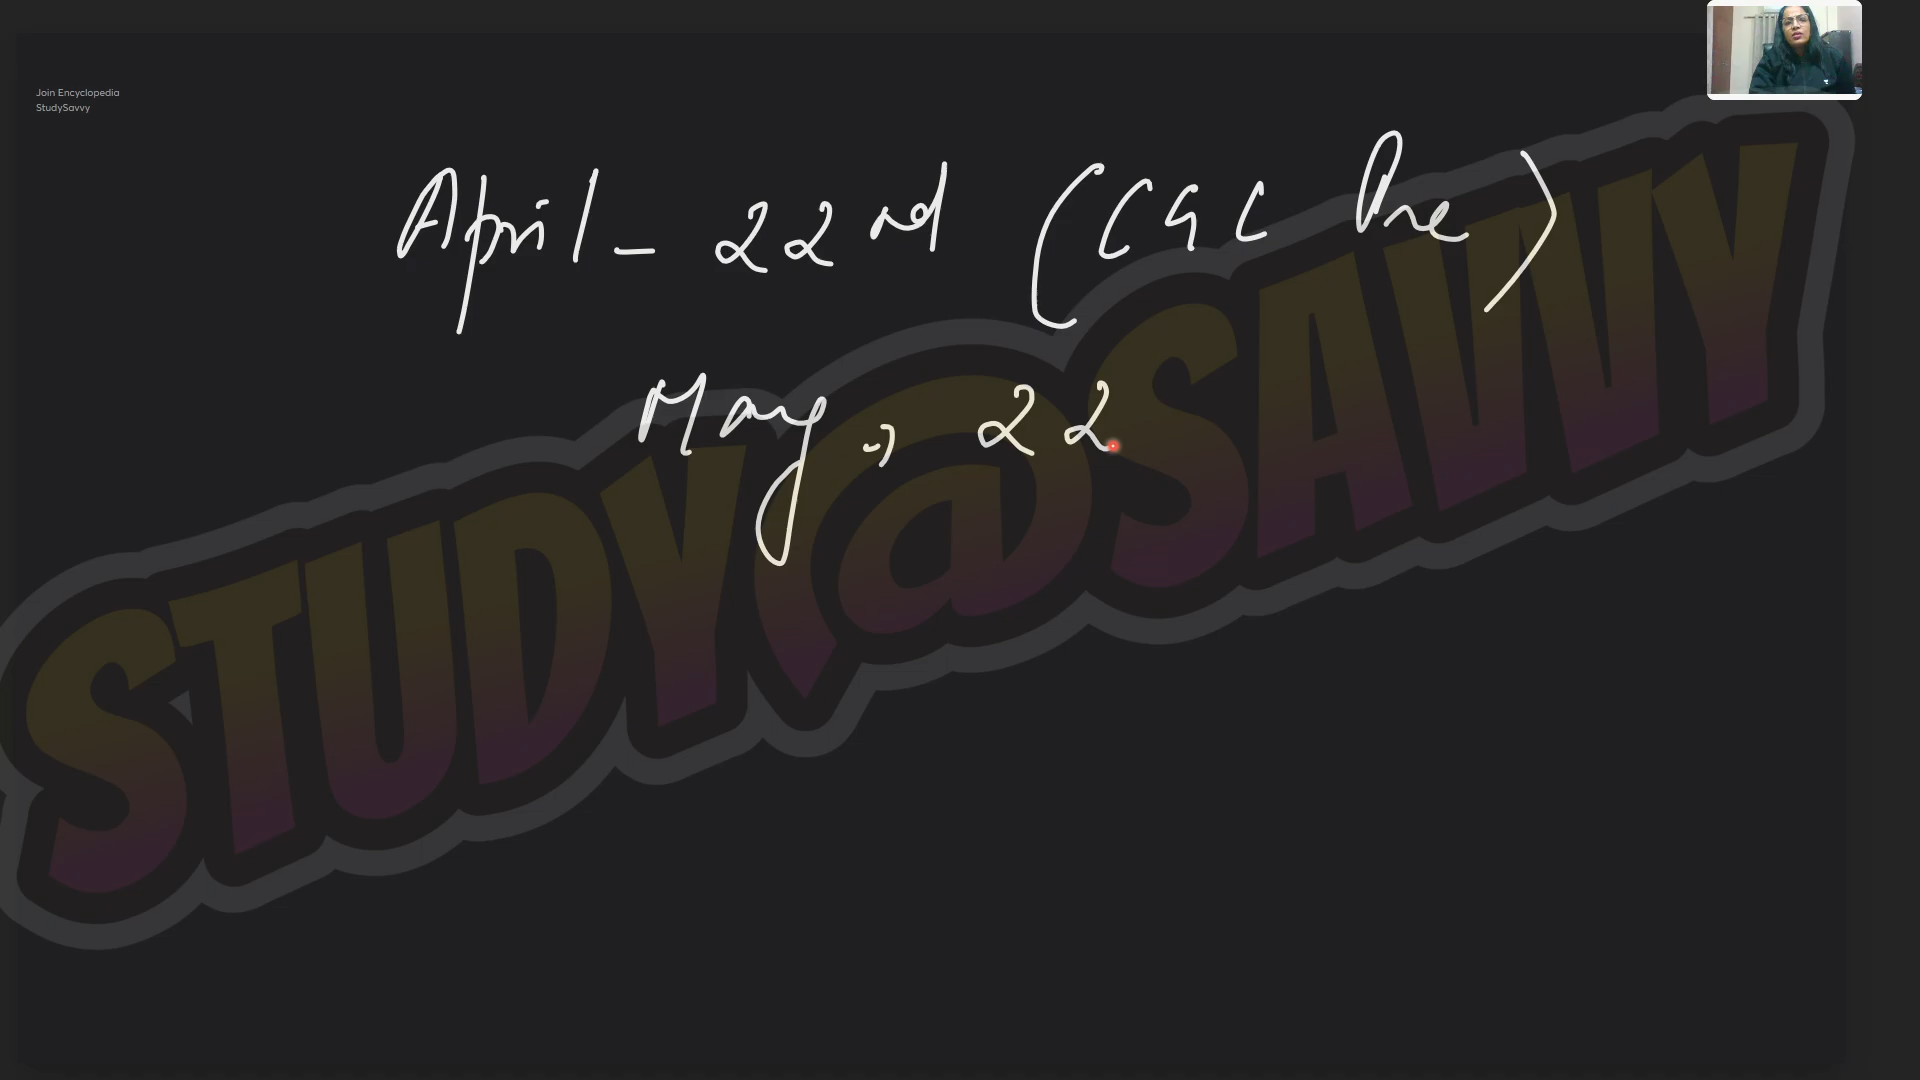 Join Encyclopedia
StudySavvy
April - 22nd (CGL Pre)
May, 22
STUDY@SAVVY